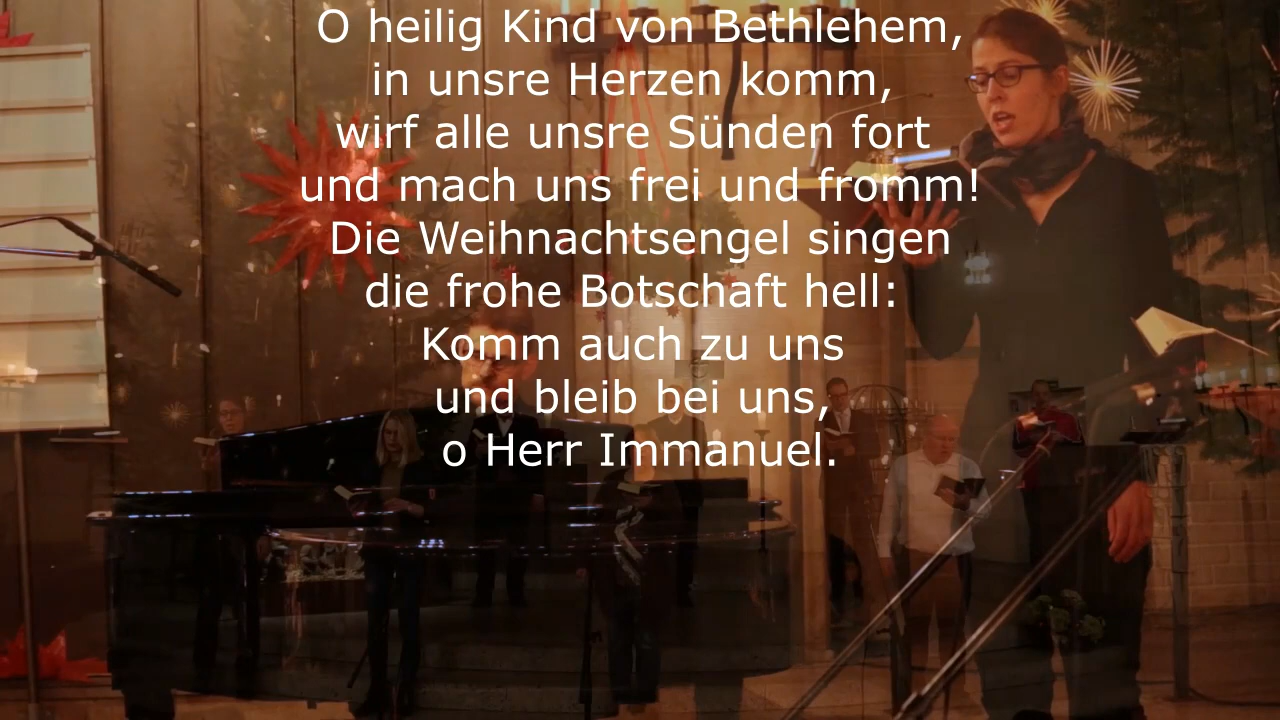 O heilig Kind von Bethlehem,
in unsre Herzen komm,
wirf alle unsre Sünden fort
und mach uns frei und fromm!
Die Weihnachtsengel singen
die frohe Botschaft hell:
Komm auch zu uns
und bleib bei uns,
o Herr Immanuel.